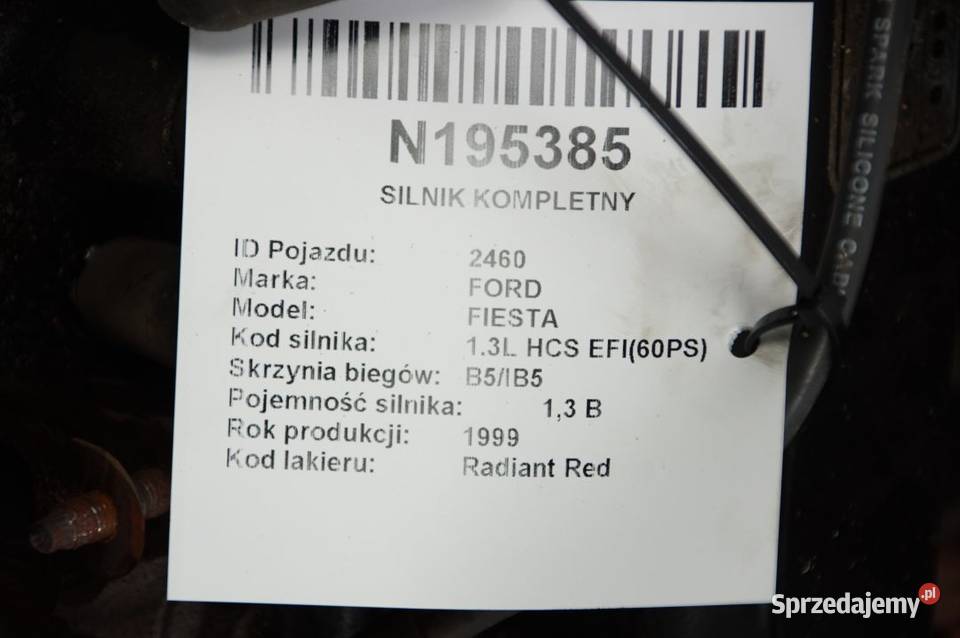 N195385
SILNIK KOMPLETNY
ID Pojazdu: 2460
Marka: FORD
Model: FIESTA
Kod silnika: 1.3L HCS EFI(60PS)
Skrzynia biegów: B5/IB5
Pojemność silnika: 1,3 B
Rok produkcji: 1999
Kod lakieru: Radiant Red
SPARK SILICONE
Sprzedajemy.pl